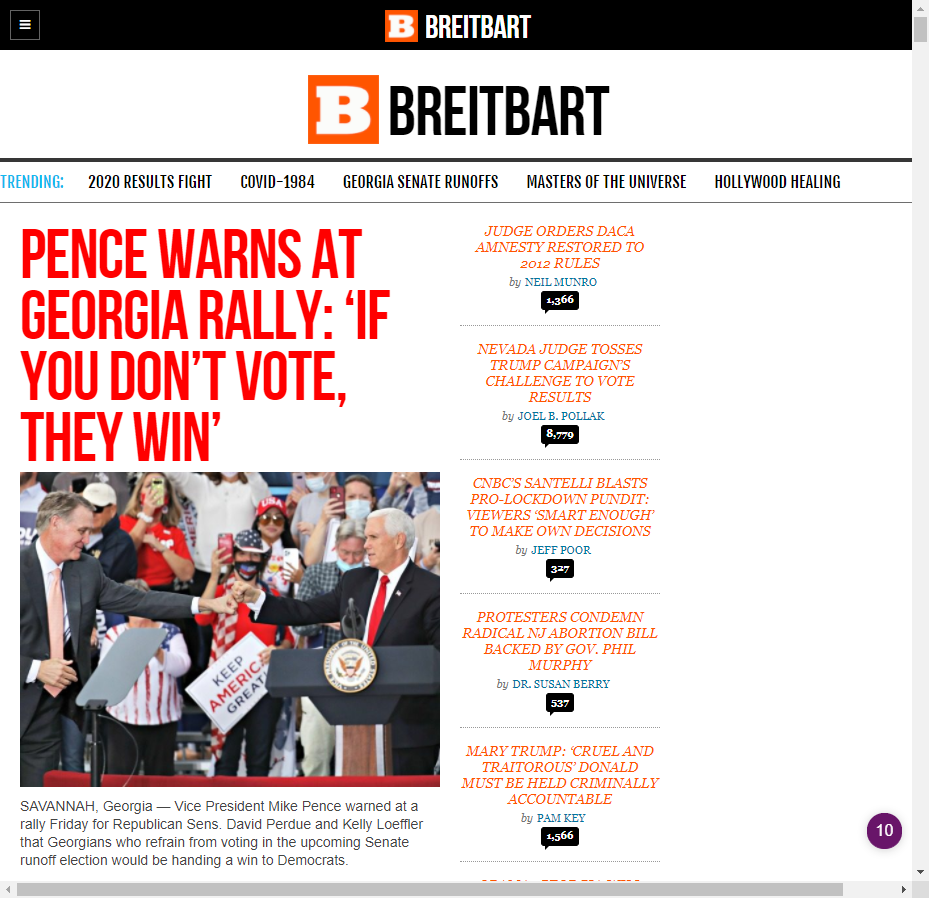 BREITBART
BREITBART
TRENDING: 2020 RESULTS FIGHT COVID-1984 GEORGIA SENATE RUNOFFS MASTERS OF THE UNIVERSE HOLLYWOOD HEALING
PENCE WARNS AT
GEORGIA RALLY: ‘IF
YOU DON’T VOTE,
THEY WIN’
USA
KEEP
AMERICA
GREAT
SAVANNAH, Georgia — Vice President Mike Pence warned at a
rally Friday for Republican Sens. David Perdue and Kelly Loeffler
that Georgians who refrain from voting in the upcoming Senate
runoff election would be handing a win to Democrats.
JUDGE ORDERS DACA
AMNESTY RESTORED TO
2012 RULES
by NEIL MUNRO
1,366
NEVADA JUDGE TOSSES
TRUMP CAMPAIGN’S
CHALLENGE TO VOTE
RESULTS
by JOEL B. POLLAK
8,779
CNBC’S SANTELLI BLASTS
PRO-LOCKDOWN PUNDIT:
VIEWERS ‘SMART ENOUGH’
TO MAKE OWN DECISIONS
by JEFF POOR
327
PROTESTERS CONDEMN
RADICAL NJ ABORTION BILL
BACKED BY GOV. PHIL
MURPHY
by DR. SUSAN BERRY
537
MARY TRUMP: ‘CRUEL AND
TRAITOROUS’ DONALD
MUST BE HELD CRIMINALLY
ACCOUNTABLE
by PAM KEY
1,566
10